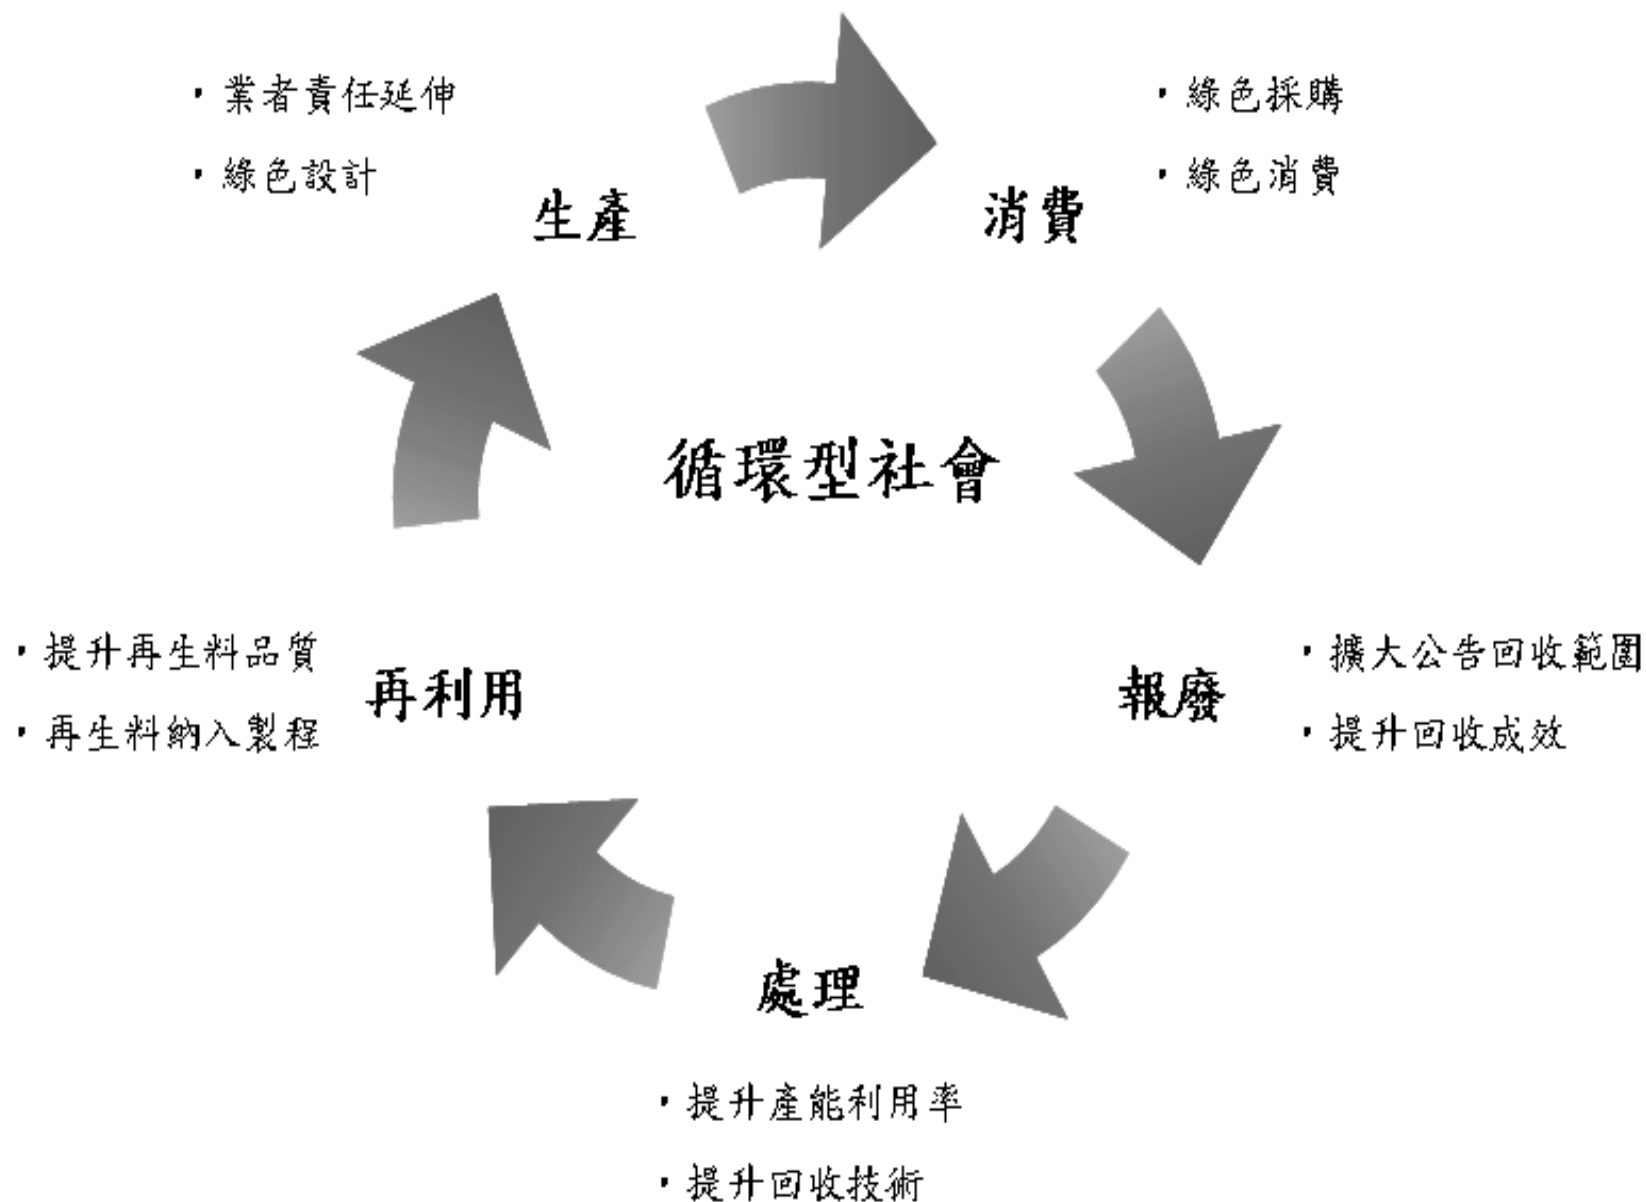 ・業者責任延伸
・綠色設計
生產
・綠色採購
・綠色消費
消費
循環型社會
・提升再生料品質
・再生料納入製程
再利用
報廢
・擴大公告回收範圍
・提升回收成效
處理
・提升產能利用率
・提升回收技術